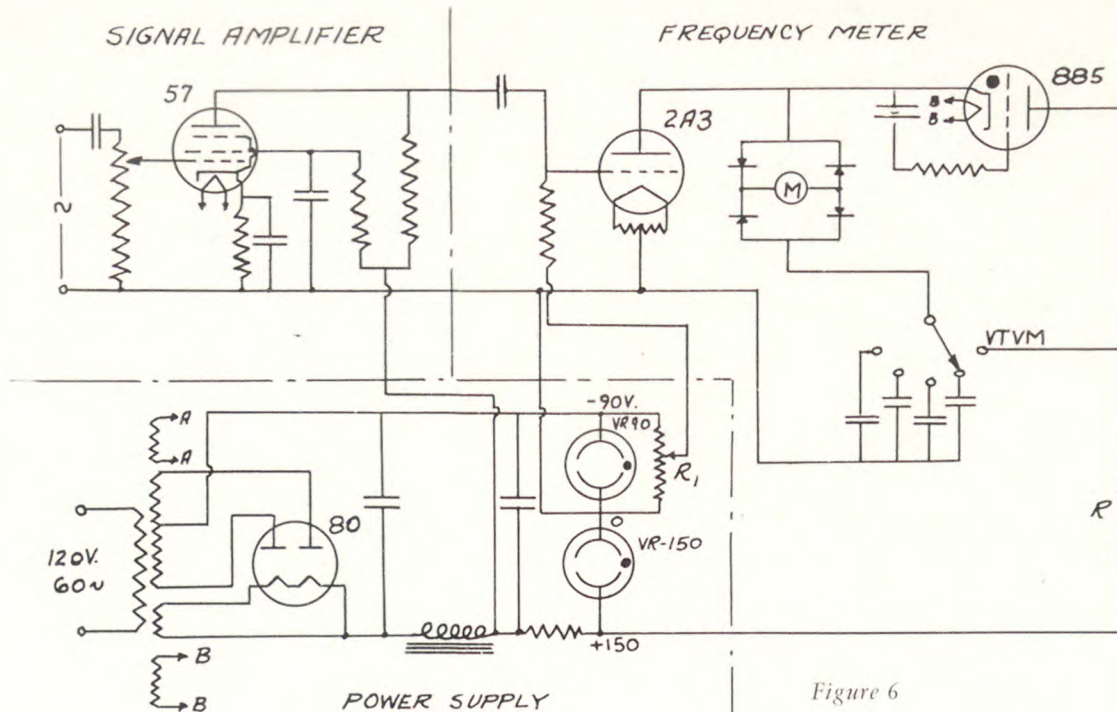 SIGNAL AMPLIFIER
FREQUENCY METER
57
2A3
885
B
B
M
~
VTVM
A
A
-90V.
VR90
R1
80
VR-150
R
120V.
60~
+150
B
B
POWER SUPPLY
Figure 6